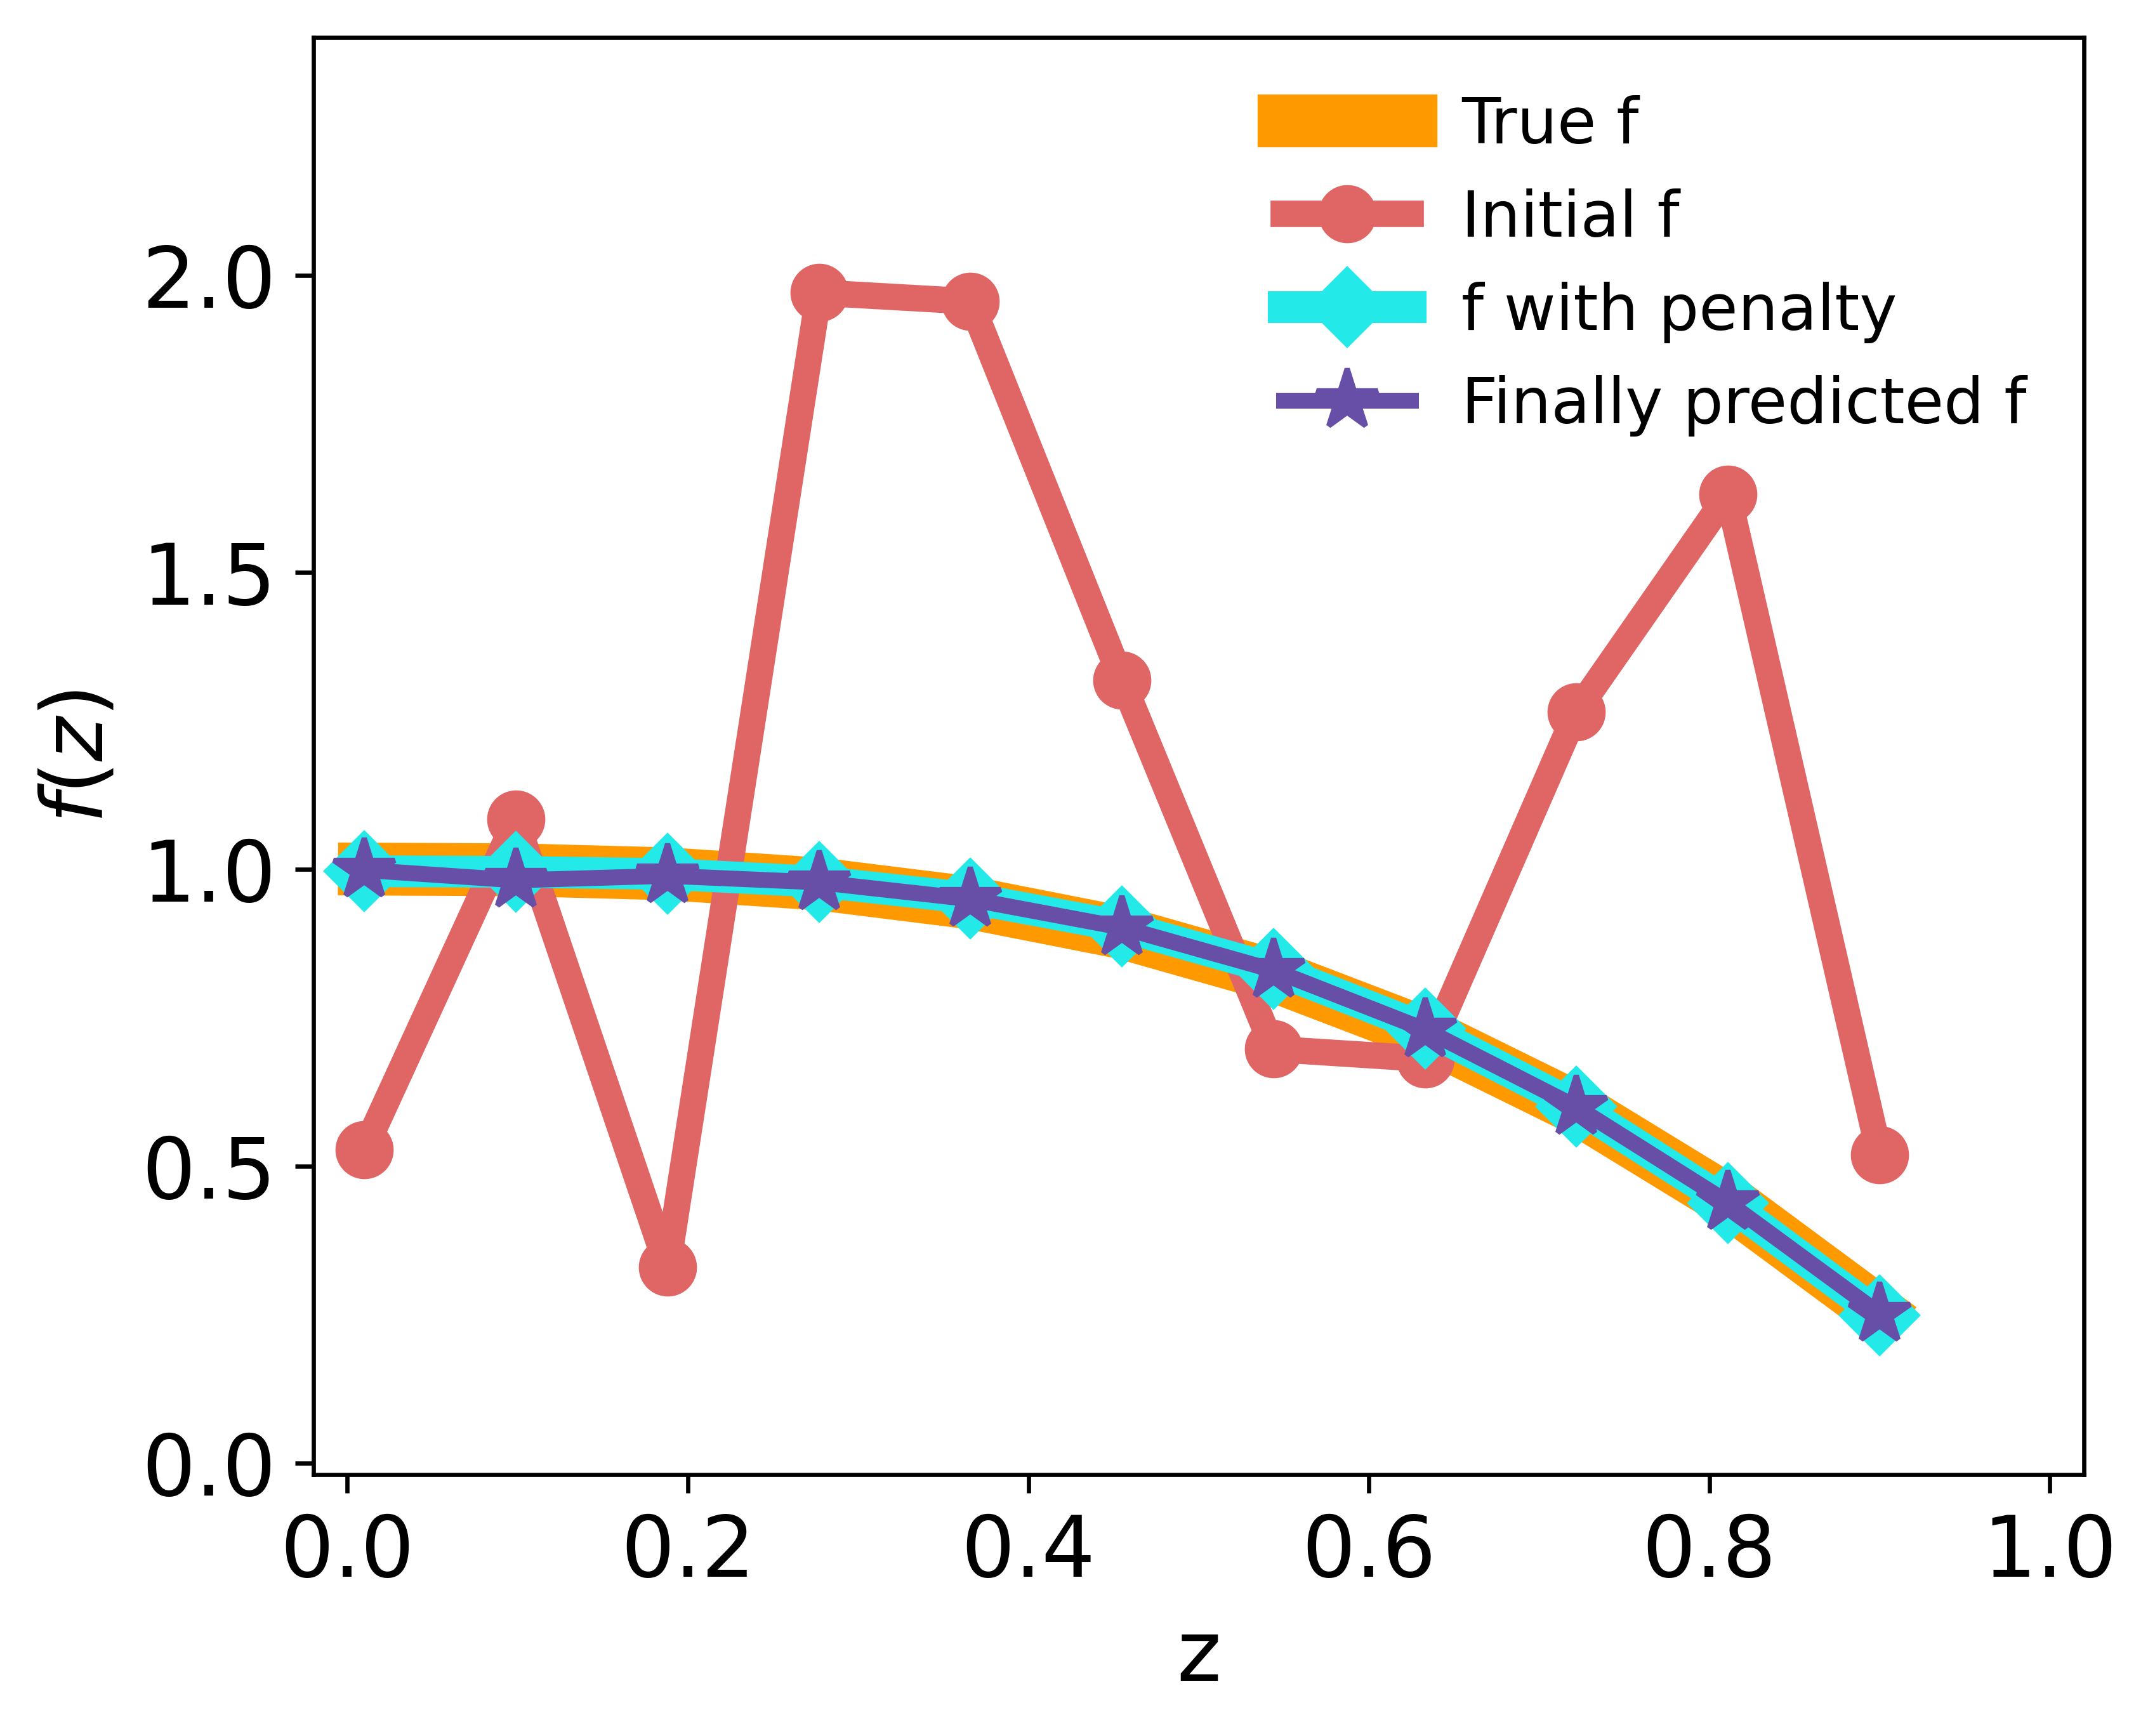 True f
Initial f
f with penalty
Finally predicted f
2.0
1.5
1.0
0.5
0.0
f(z)
0.0 0.2 0.4 0.6 0.8 1.0
z